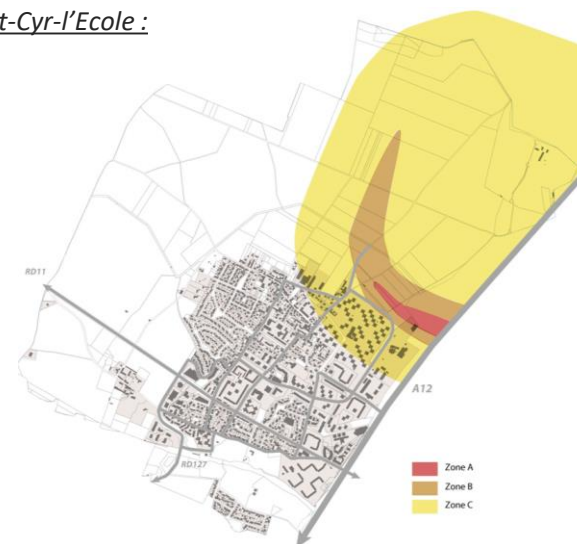 t-Cyr-l'Ecole :
RD11
A12
RD127
Zone A
Zone B
Zone C